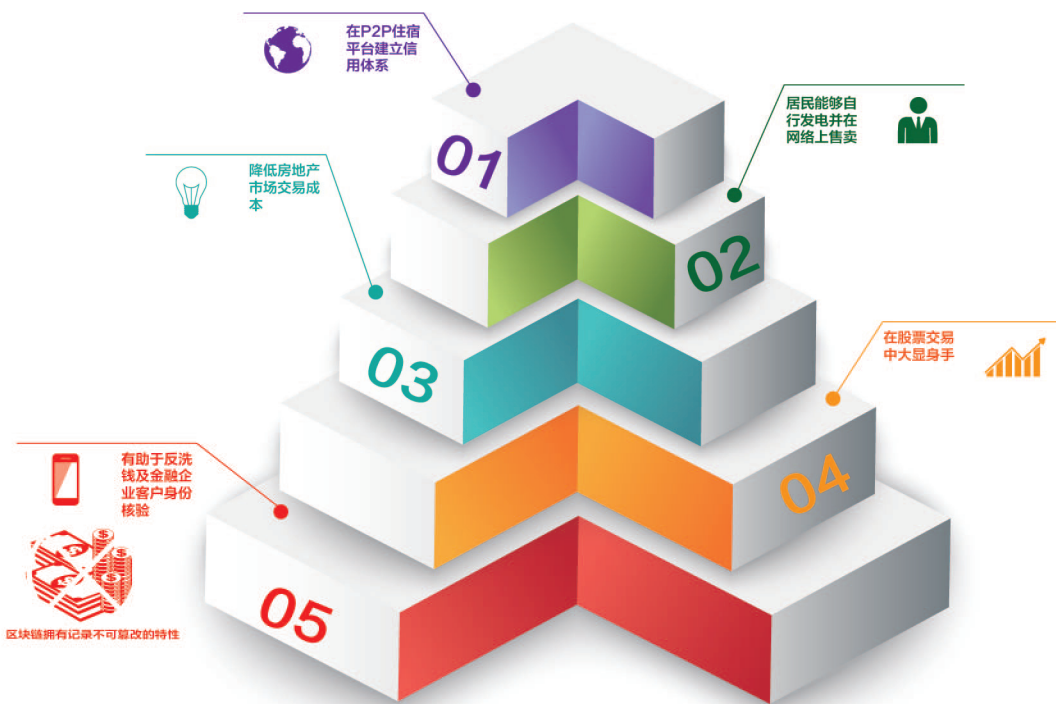 在P2P住宿
平台建立信
用体系
01
居民能够自
行发电并在
网络上售卖
02
降低房地产
市场交易成
本
03
在股票交易
中大显身手
04
有助于反洗
钱及金融企
业客户身份
核验
05
区块链拥有记录不可篡改的特性